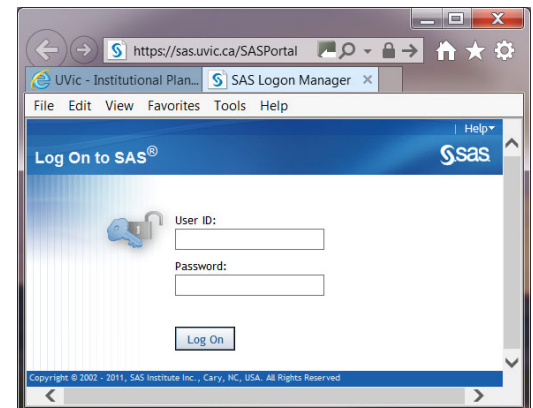 https://sas.uvic.ca/SASPortal
UVic - Institutional Plan... SAS Logon Manager
File Edit View Favorites Tools Help
| Help
Log On to SAS® sas
User ID:
Password:
Log On
Copyright © 2002 - 2011, SAS Institute Inc., Cary, NC, USA. All Rights Reserved